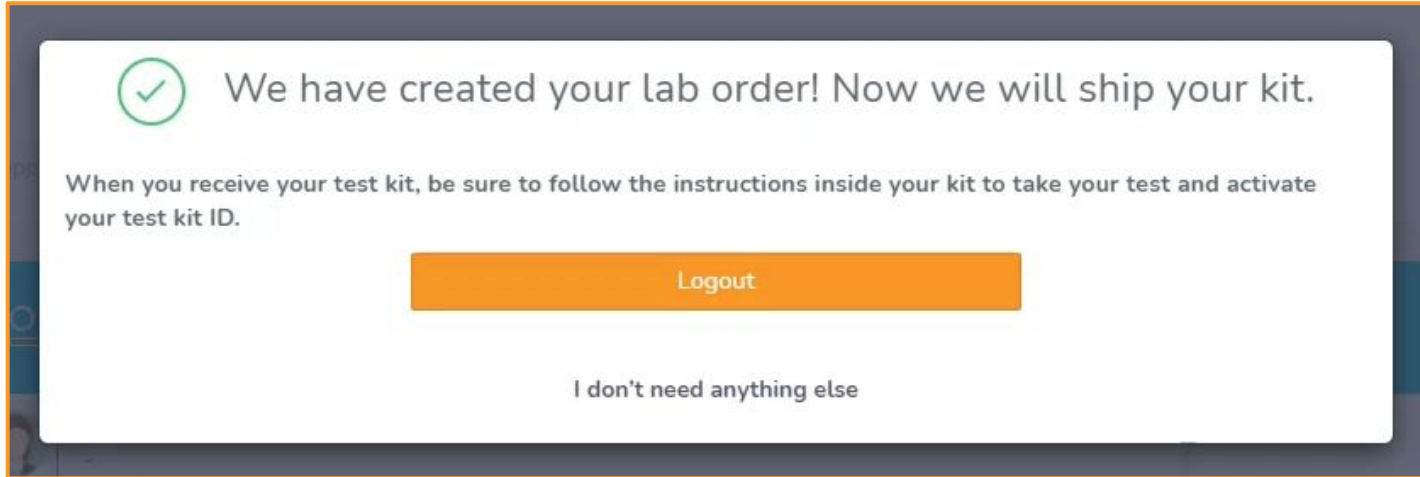 We have created your lab order! Now we will ship your kit.
When you receive your test kit, be sure to follow the instructions inside your kit to take your test and activate
your test kit ID.
Logout
I don't need anything else